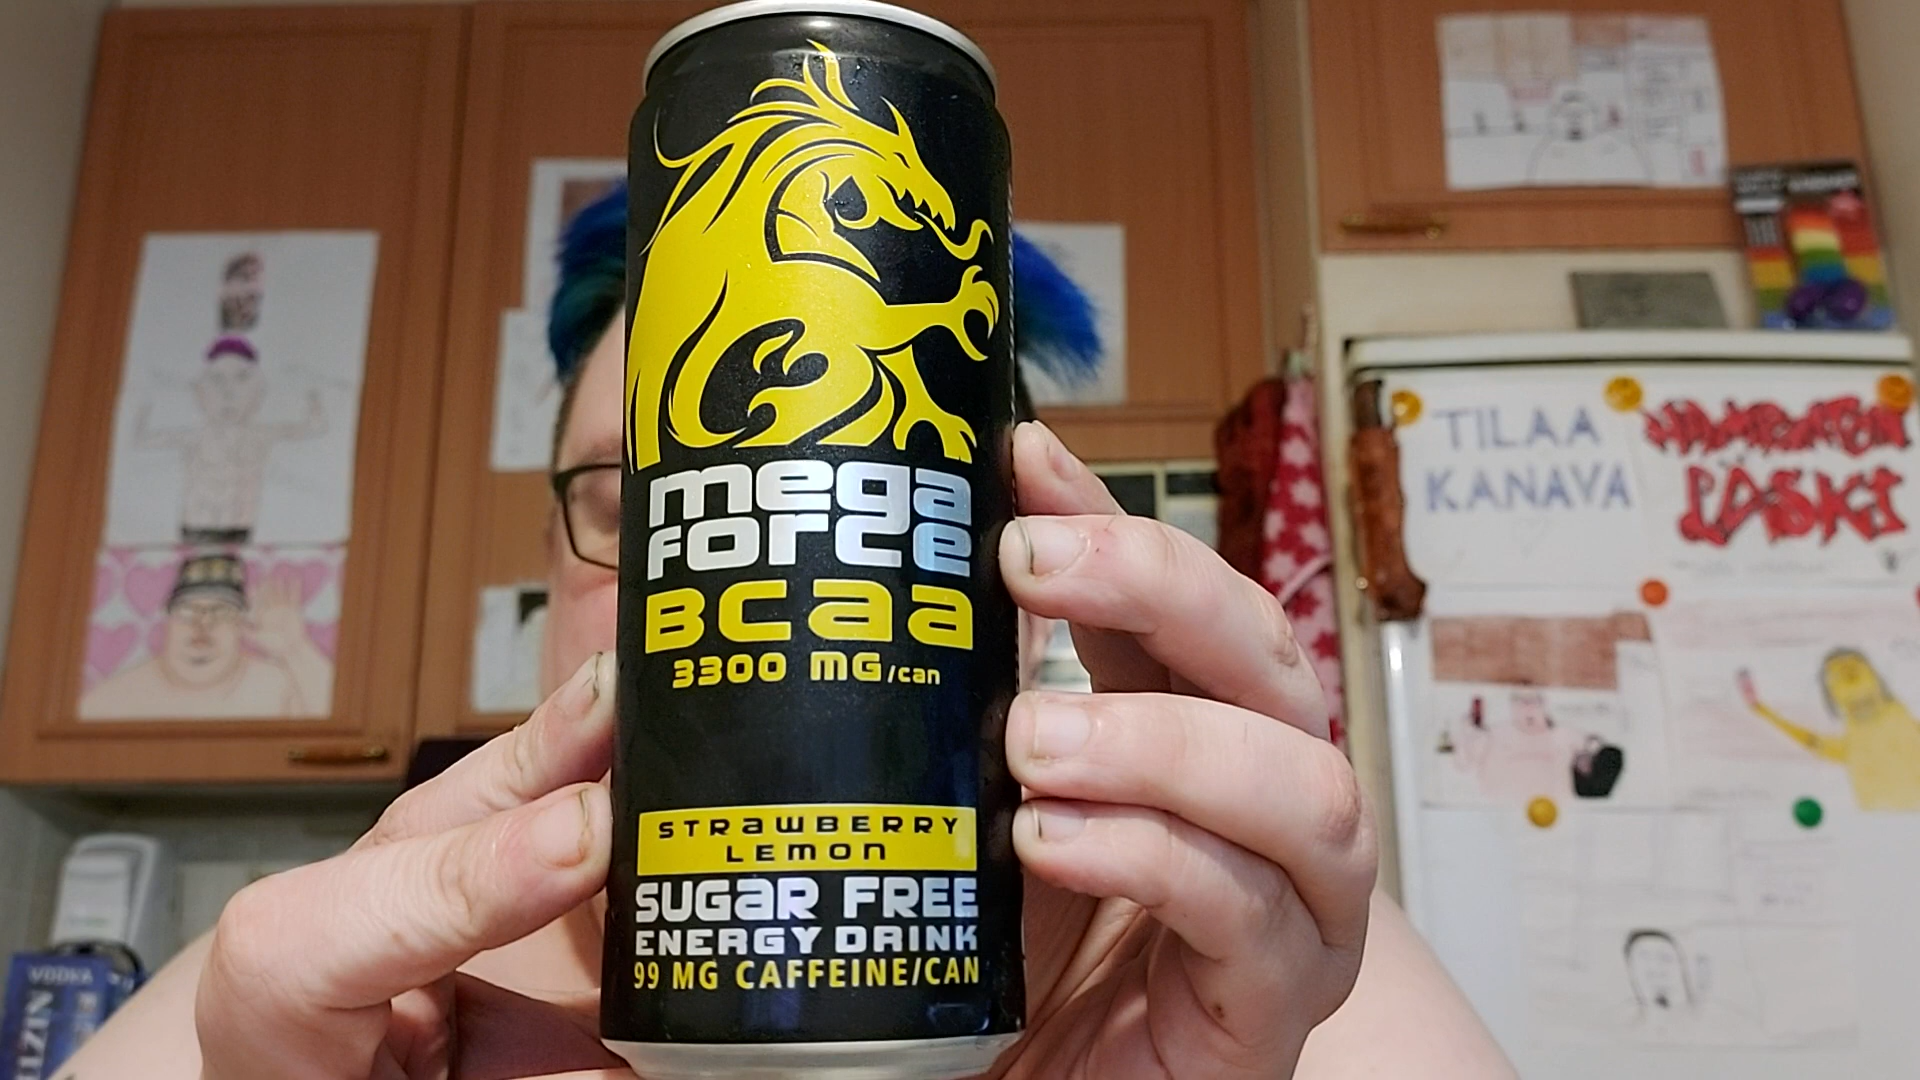 mega
force
BCAA
3300 MG/can
STRAWBERRY
LEMON
SUGAR FREE
ENERGY DRINK
99 MG CAFFEINE/CAN
TILAA
KANAVA
VODKA